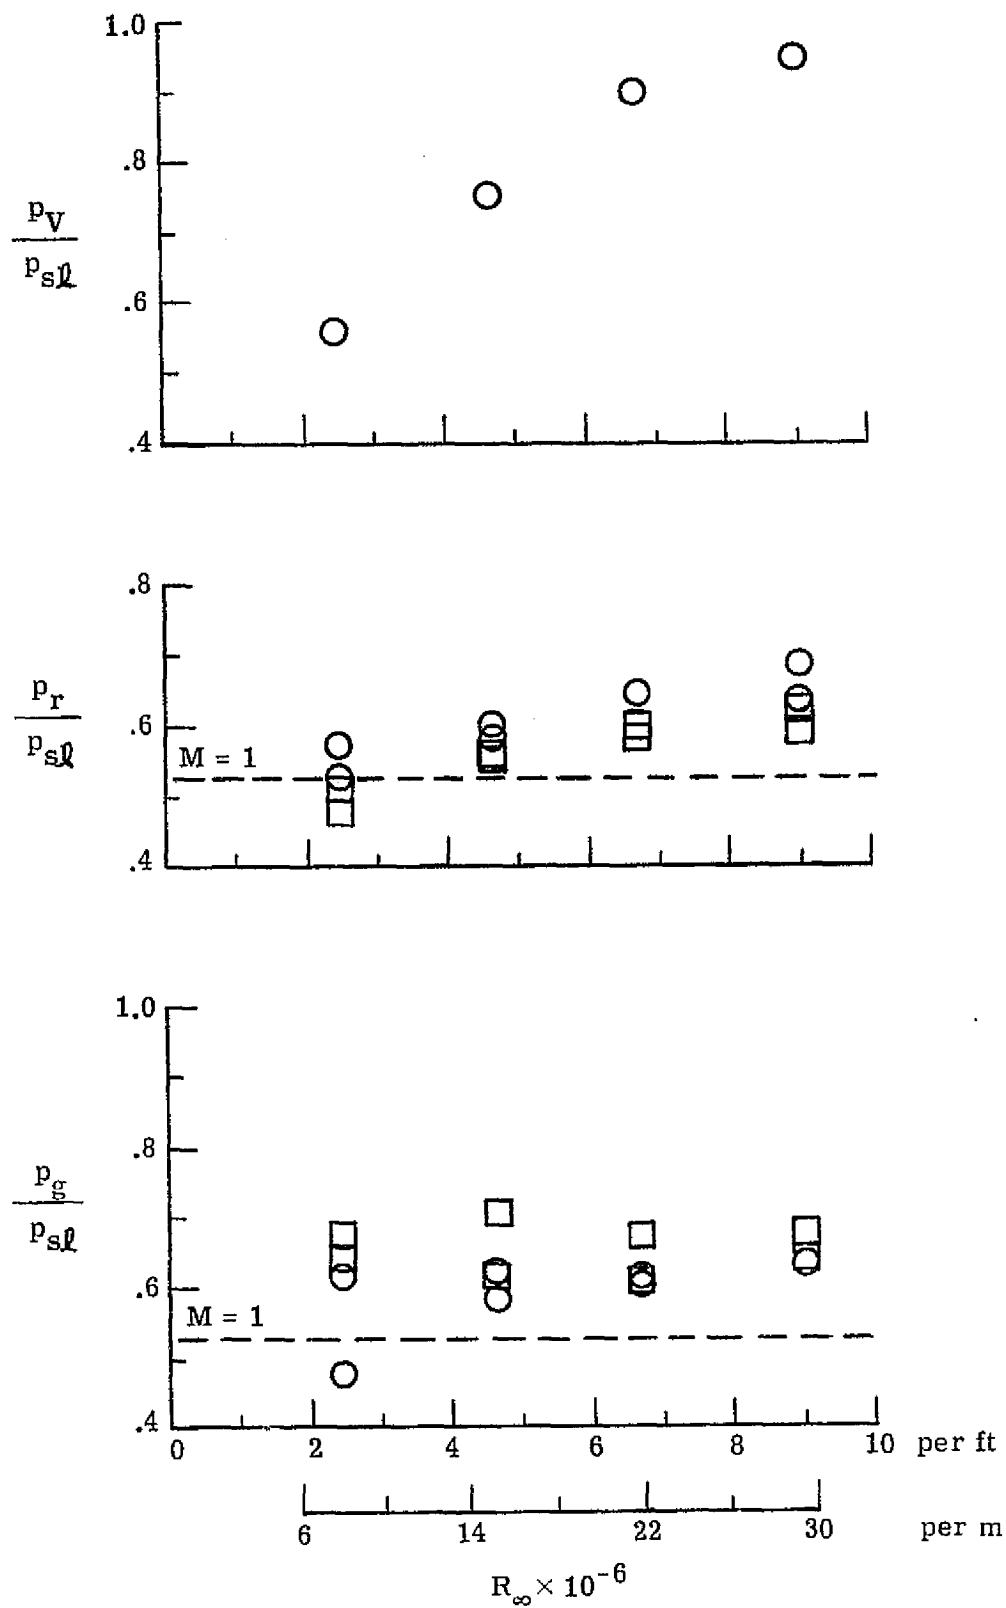 1.0
.8
p_V
p_sℓ
.6
.4
.8
p_r
p_sℓ
.6
M = 1
.4
1.0
.8
p_g
p_sℓ
.6
M = 1
.4
0 2 4 6 8 10 per ft
6 14 22 30 per m
R_∞ × 10^-6